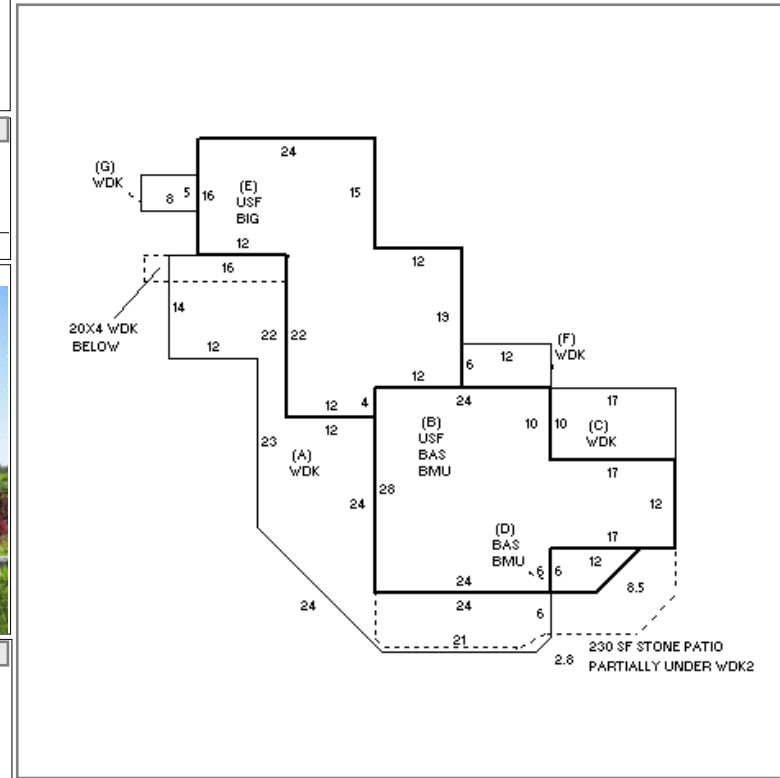 24
(G)
WDK
8
5
16
(E)
USF
BIG
15
12
12
16
14
20X4 WDK
BELOW
12
22
22
19
(F)
WDK
12
6
12
12
4
24
17
12
23
(A)
WDK
(B)
USF
BAS
BMU
10
10
(C)
WDK
17
24
28
12
(D)
BAS
BMU
17
12
6
6
8.5
24
24
24
6
21
2.8
230 SF STONE PATIO
PARTIALLY UNDER WDK2